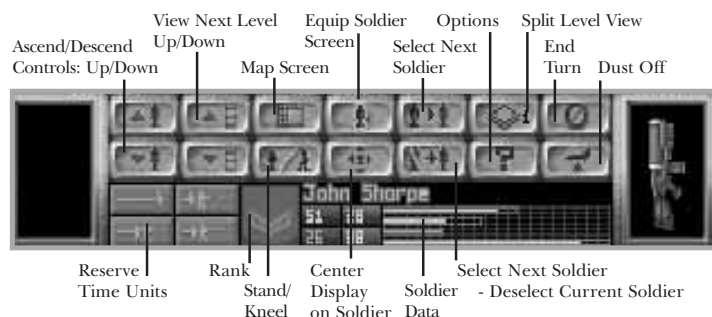 View Next Level
Up/Down
Equip Soldier
Screen
Options
Split Level View
Ascend/Descend
Controls: Up/Down
Map Screen
Select Next
Soldier
End
Turn
Dust Off
John Sharpe
51 28
26 98
Reserve
Time Units
Rank
Stand/
Kneel
Center
Display
on Soldier
Soldier
Data
Select Next Soldier
- Deselect Current Soldier